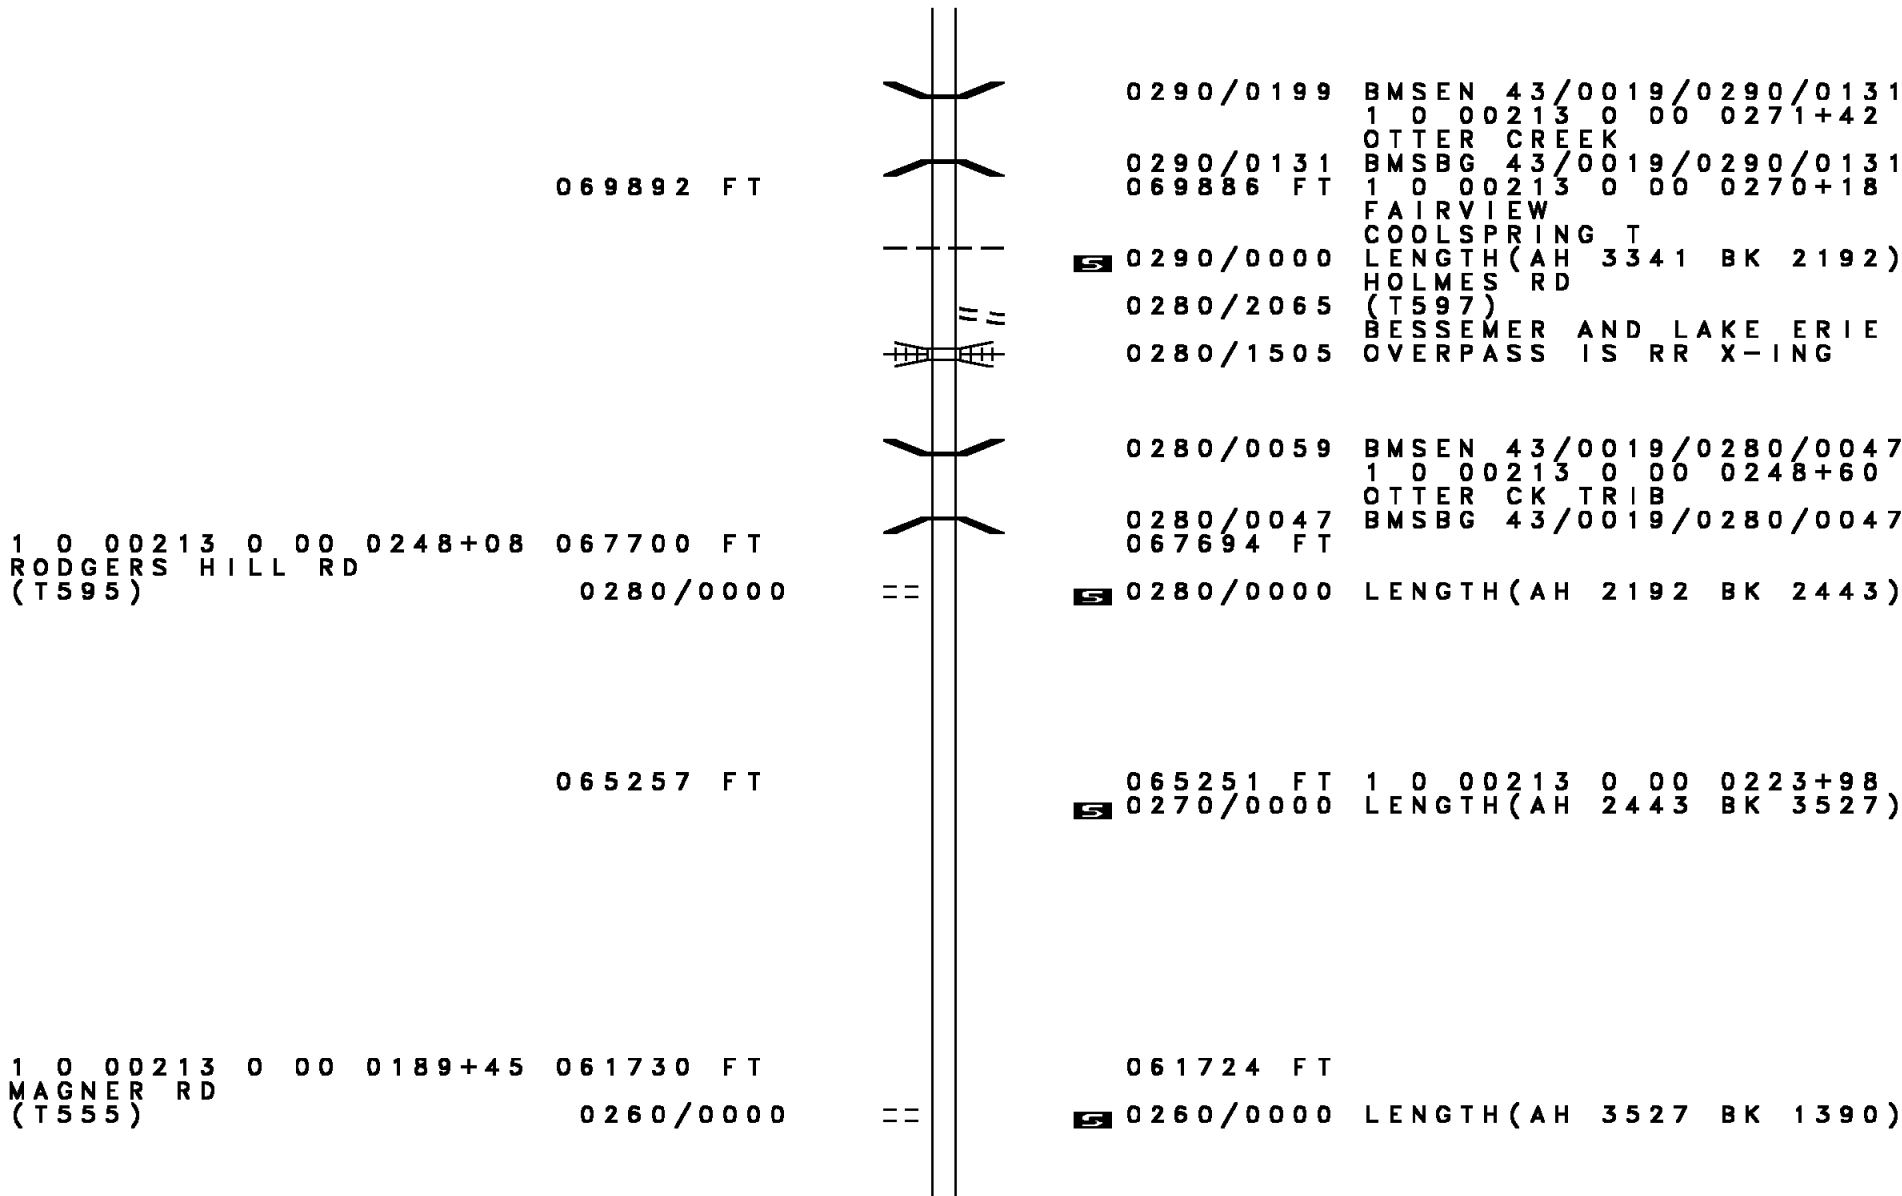 0290/0199 BMSEN 43/0019/0290/0131
1 0 00213 0 00 0271+42
OTTER CREEK
0290/0131 BMSBG 43/0019/0290/0131
069892 FT 069886 FT 1 0 00213 0 00 0270+18
FAIRVIEW
COOLSPRING T
S 0290/0000 LENGTH(AH 3341 BK 2192)
HOLMES RD
0280/2065 (T597)
BESSEMER AND LAKE ERIE
0280/1505 OVERPASS IS RR X-ING
0280/0059 BMSEN 43/0019/0280/0047
1 0 00213 0 00 0248+60
OTTER CK TRIB
0280/0047 BMSBG 43/0019/0280/0047
1 0 00213 0 00 0248+08 067700 FT 067694 FT
RODGERS HILL RD
(T595) 0280/0000 S 0280/0000 LENGTH(AH 2192 BK 2443)
065257 FT 065251 FT 1 0 00213 0 00 0223+98
S 0270/0000 LENGTH(AH 2443 BK 3527)
1 0 00213 0 00 0189+45 061730 FT 061724 FT
MAGNER RD
(T555) 0260/0000 S 0260/0000 LENGTH(AH 3527 BK 1390)